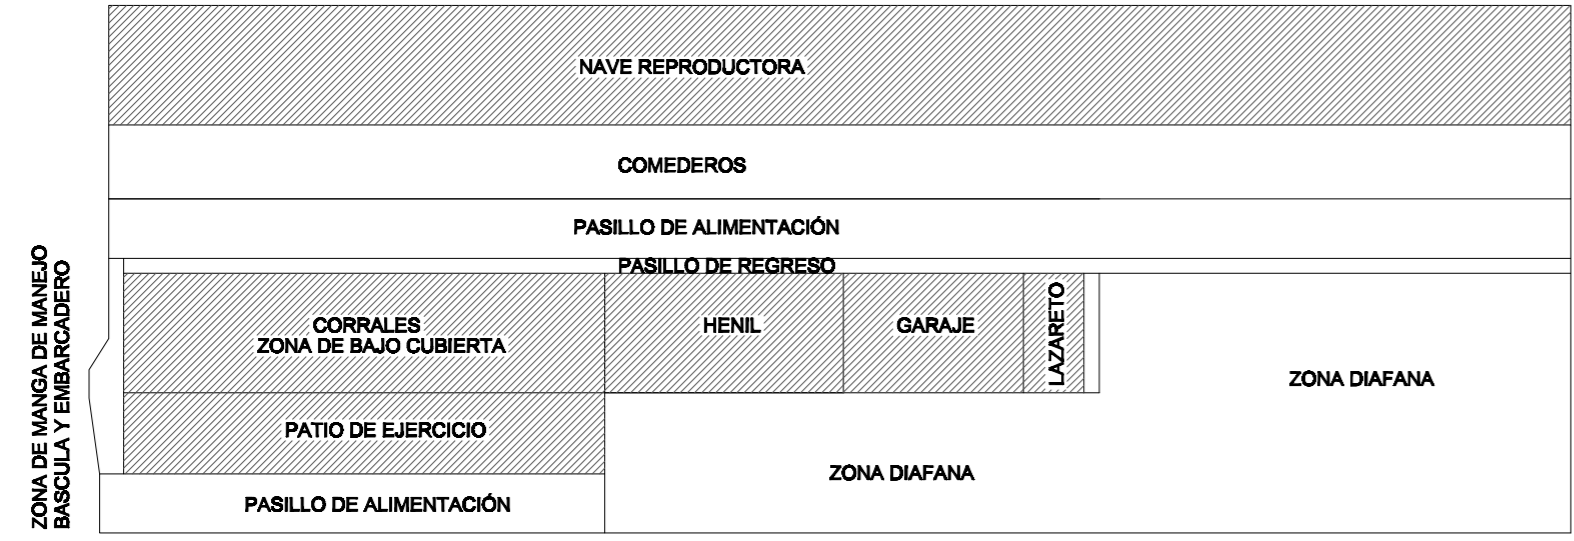 NAVE REPRODUCTORA
COMEDEROS
PASILLO DE ALIMENTACIÓN
PASILLO DE REGRESO
ZONA DE MANGA DE MANEJO
BASCULA Y EMBARCADERO
CORRALES
ZONA DE BAJO CUBIERTA
HENIL
GARAJE
LAZARETO
ZONA DIAFANA
PATIO DE EJERCICIO
ZONA DIAFANA
PASILLO DE ALIMENTACIÓN